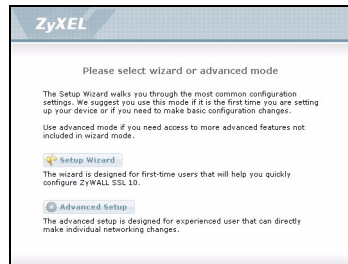 ZyXEL
Please select wizard or advanced mode
The Setup Wizard walks you through the most common configuration
settings. We suggest you use this mode if it is the first time you are setting
up your device or if you need to make basic configuration changes.
Use advanced mode if you need access to more advanced features not
included in wizard mode.
Setup Wizard
The wizard is designed for first-time users that will help you quickly
configure ZyWALL SSL 10.
Advanced Setup
The advanced setup is designed for experienced user that can directly
make individual networking changes.